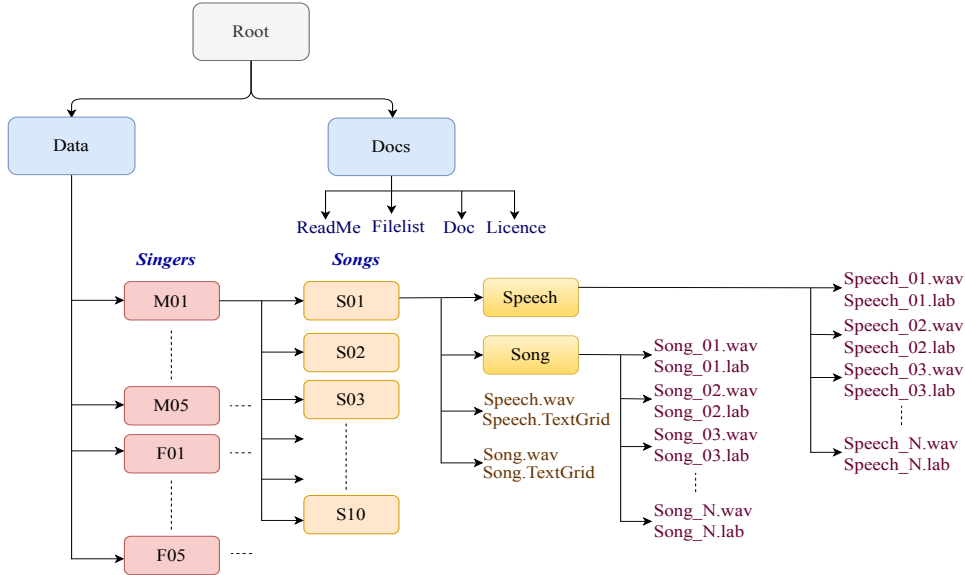 Root
Data
Docs
ReadMe
Filelist
Doc
Licence
Singers
Songs
M01
M05
F01
F05
S01
S02
S03
S10
Speech
Song
Speech.wav
Speech.TextGrid
Song.wav
Song.TextGrid
Song_01.wav
Song_01.lab
Song_02.wav
Song_02.lab
Song_03.wav
Song_03.lab
Song_N.wav
Song_N.lab
Speech_01.wav
Speech_01.lab
Speech_02.wav
Speech_02.lab
Speech_03.wav
Speech_03.lab
Speech_N.wav
Speech_N.lab